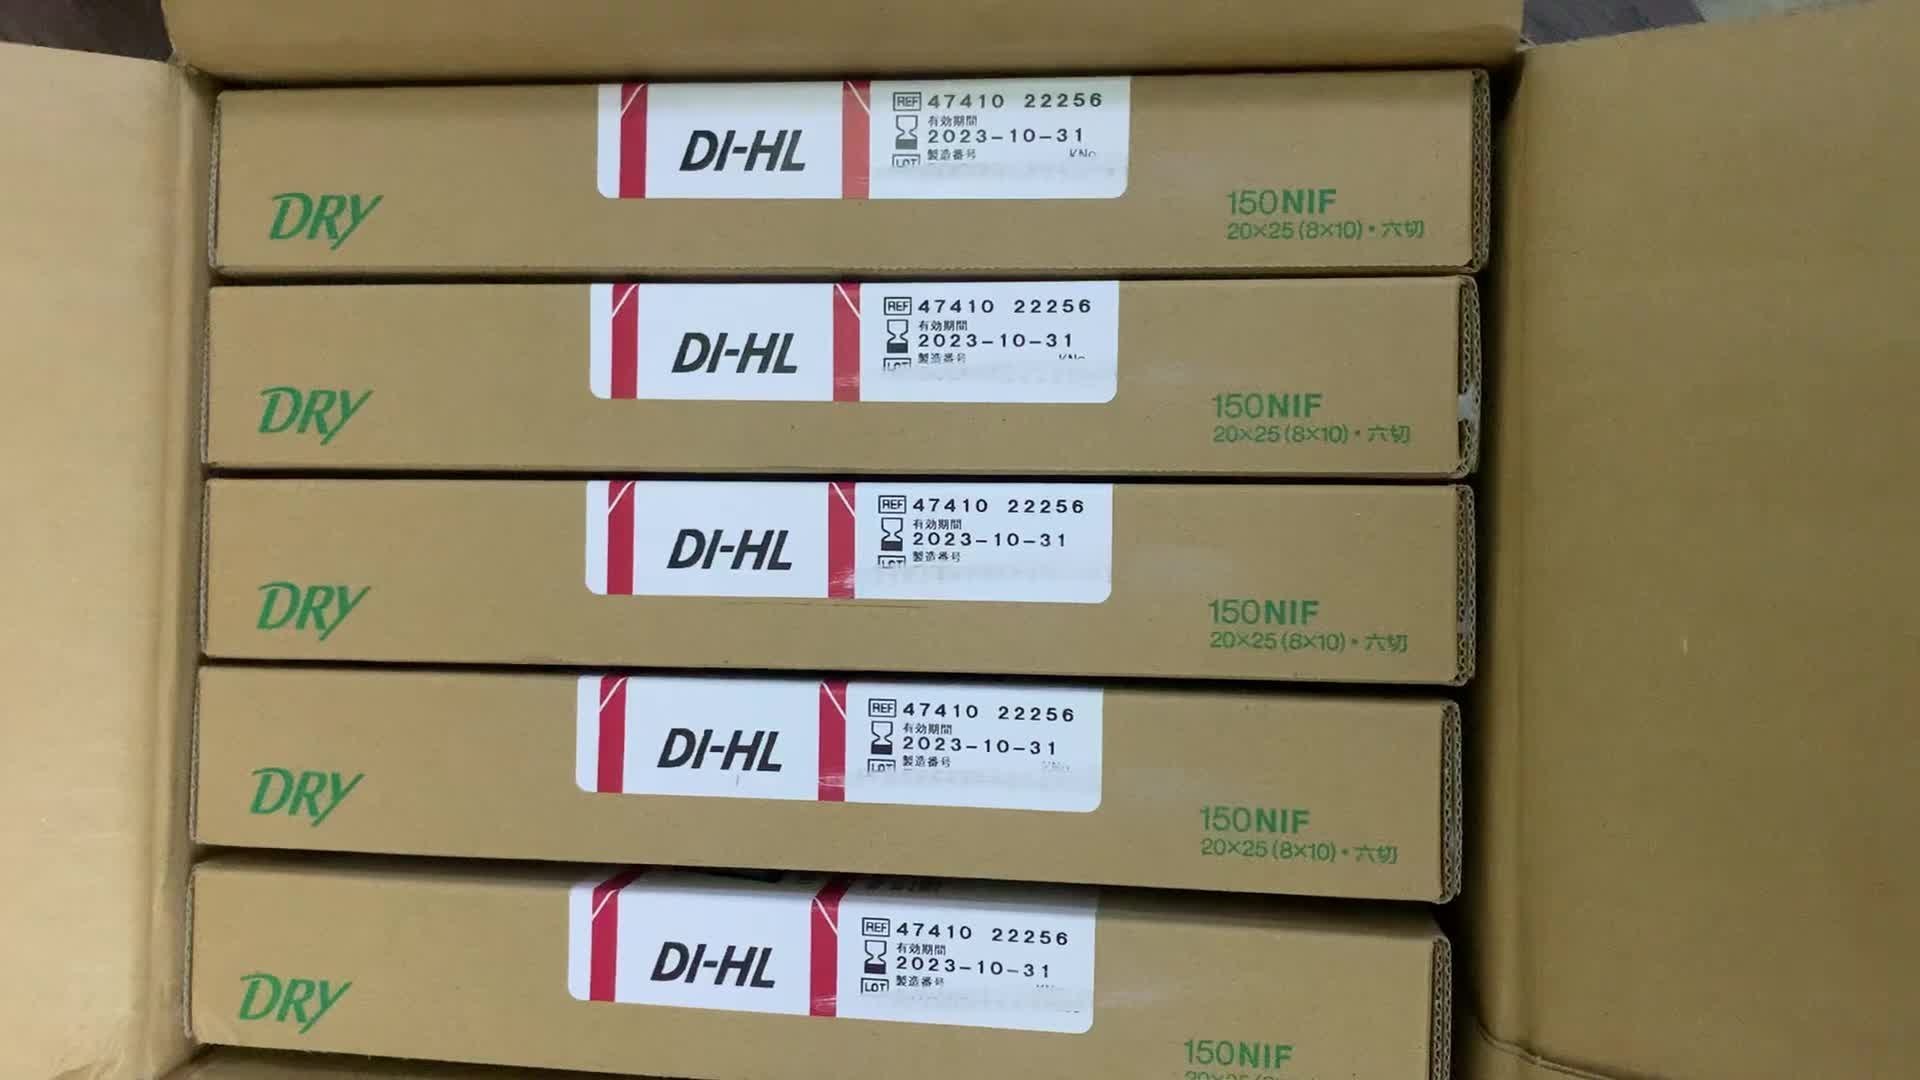 REF 47410 22256
有効期間
2023-10-31
DI-HL
LOT 製造番号 KNo
DRY
150NIF
20×25(8×10)・六切
REF 47410 22256
有効期間
2023-10-31
DI-HL
LOT 製造番号 KNo
DRY
150NIF
20×25(8×10)・六切
REF 47410 22256
有効期間
2023-10-31
DI-HL
LOT 製造番号
DRY
150NIF
20×25(8×10)・六切
REF 47410 22256
有効期間
2023-10-31
DI-HL
LOT 製造番号 KNo
DRY
150NIF
20×25(8×10)・六切
REF 47410 22256
有効期間
2023-10-31
DI-HL
LOT 製造番号
DRY
150NIF